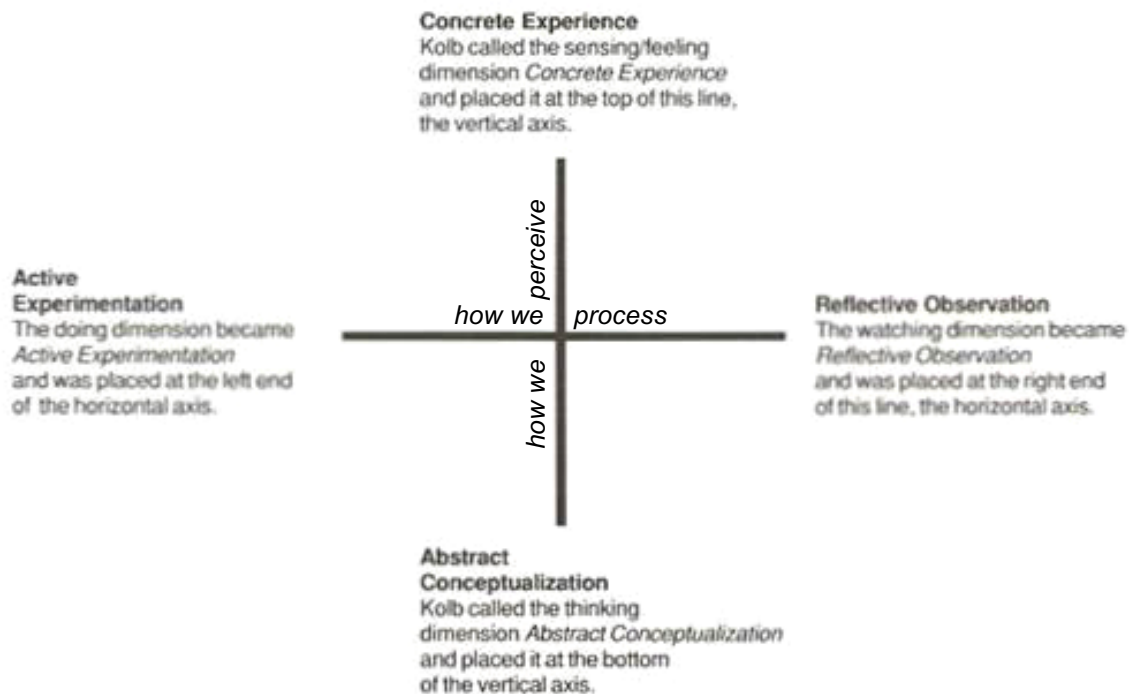 Concrete Experience
Kolb called the sensing/feeling
dimension Concrete Experience
and placed it at the top of this line,
the vertical axis.
how we perceive
how we process
Active
Experimentation
The doing dimension became
Active Experimentation
and was placed at the left end
of the horizontal axis.
Reflective Observation
The watching dimension became
Reflective Observation
and was placed at the right end
of this line, the horizontal axis.
Abstract
Conceptualization
Kolb called the thinking
dimension Abstract Conceptualization
and placed it at the bottom
of the vertical axis.